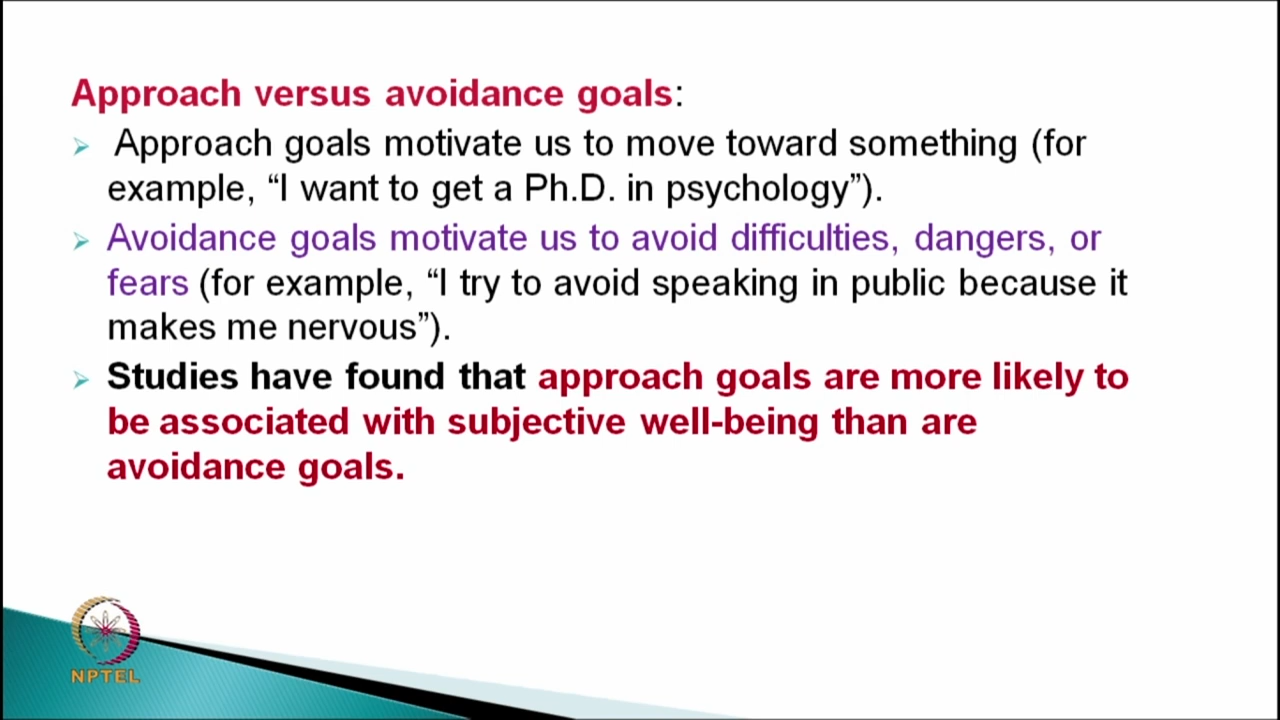 Approach versus avoidance goals:
➢ Approach goals motivate us to move toward something (for
example, “I want to get a Ph.D. in psychology”).
➢ Avoidance goals motivate us to avoid difficulties, dangers, or
fears (for example, “I try to avoid speaking in public because it
makes me nervous”).
➢ Studies have found that approach goals are more likely to
be associated with subjective well-being than are
avoidance goals.
NPTEL